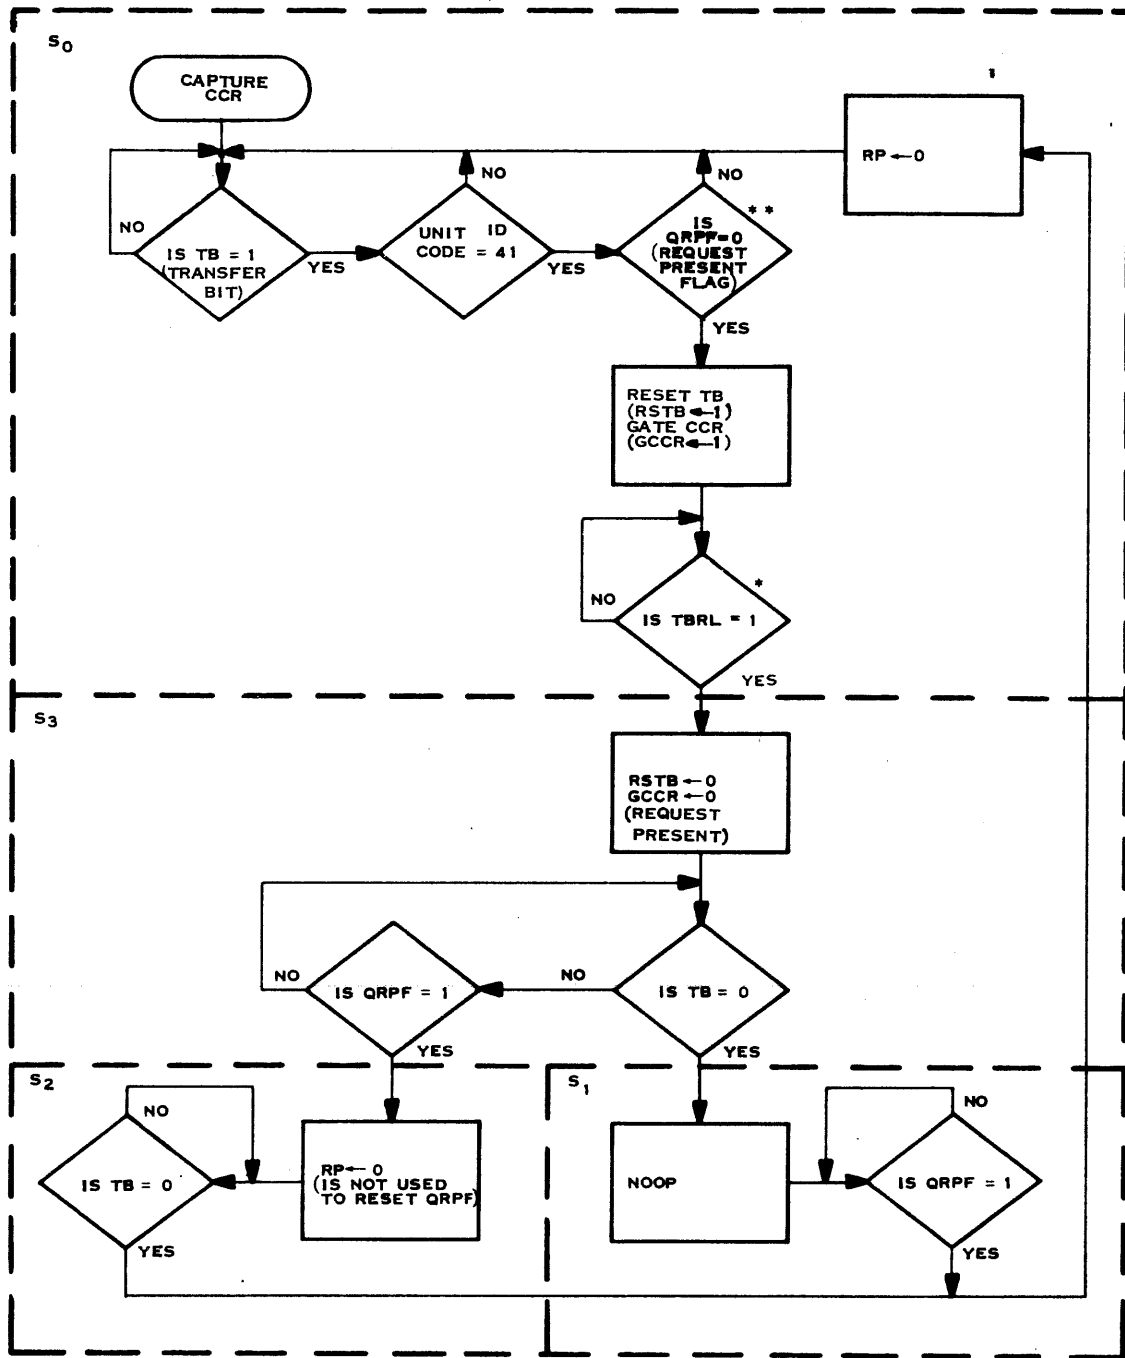 S0
CAPTURE
CCR
1
RP ← 0
NO
IS TB = 1
(TRANSFER
BIT)
YES
NO
UNIT ID
CODE = 41
YES
NO
**
IS
QRPF=0
(REQUEST
PRESENT
FLAG)
YES
RESET TB
(RSTB ← 1)
GATE CCR
(GCCR ← 1)
NO
*
IS TBRL = 1
YES
S3
RSTB ← 0
GCCR ← 0
(REQUEST
PRESENT)
NO
IS QRPF = 1
YES
NO
IS TB = 0
YES
S2
NO
IS TB = 0
YES
RP ← 0
(IS NOT USED
TO RESET QRPF)
S1
NOOP
NO
IS QRPF = 1
YES